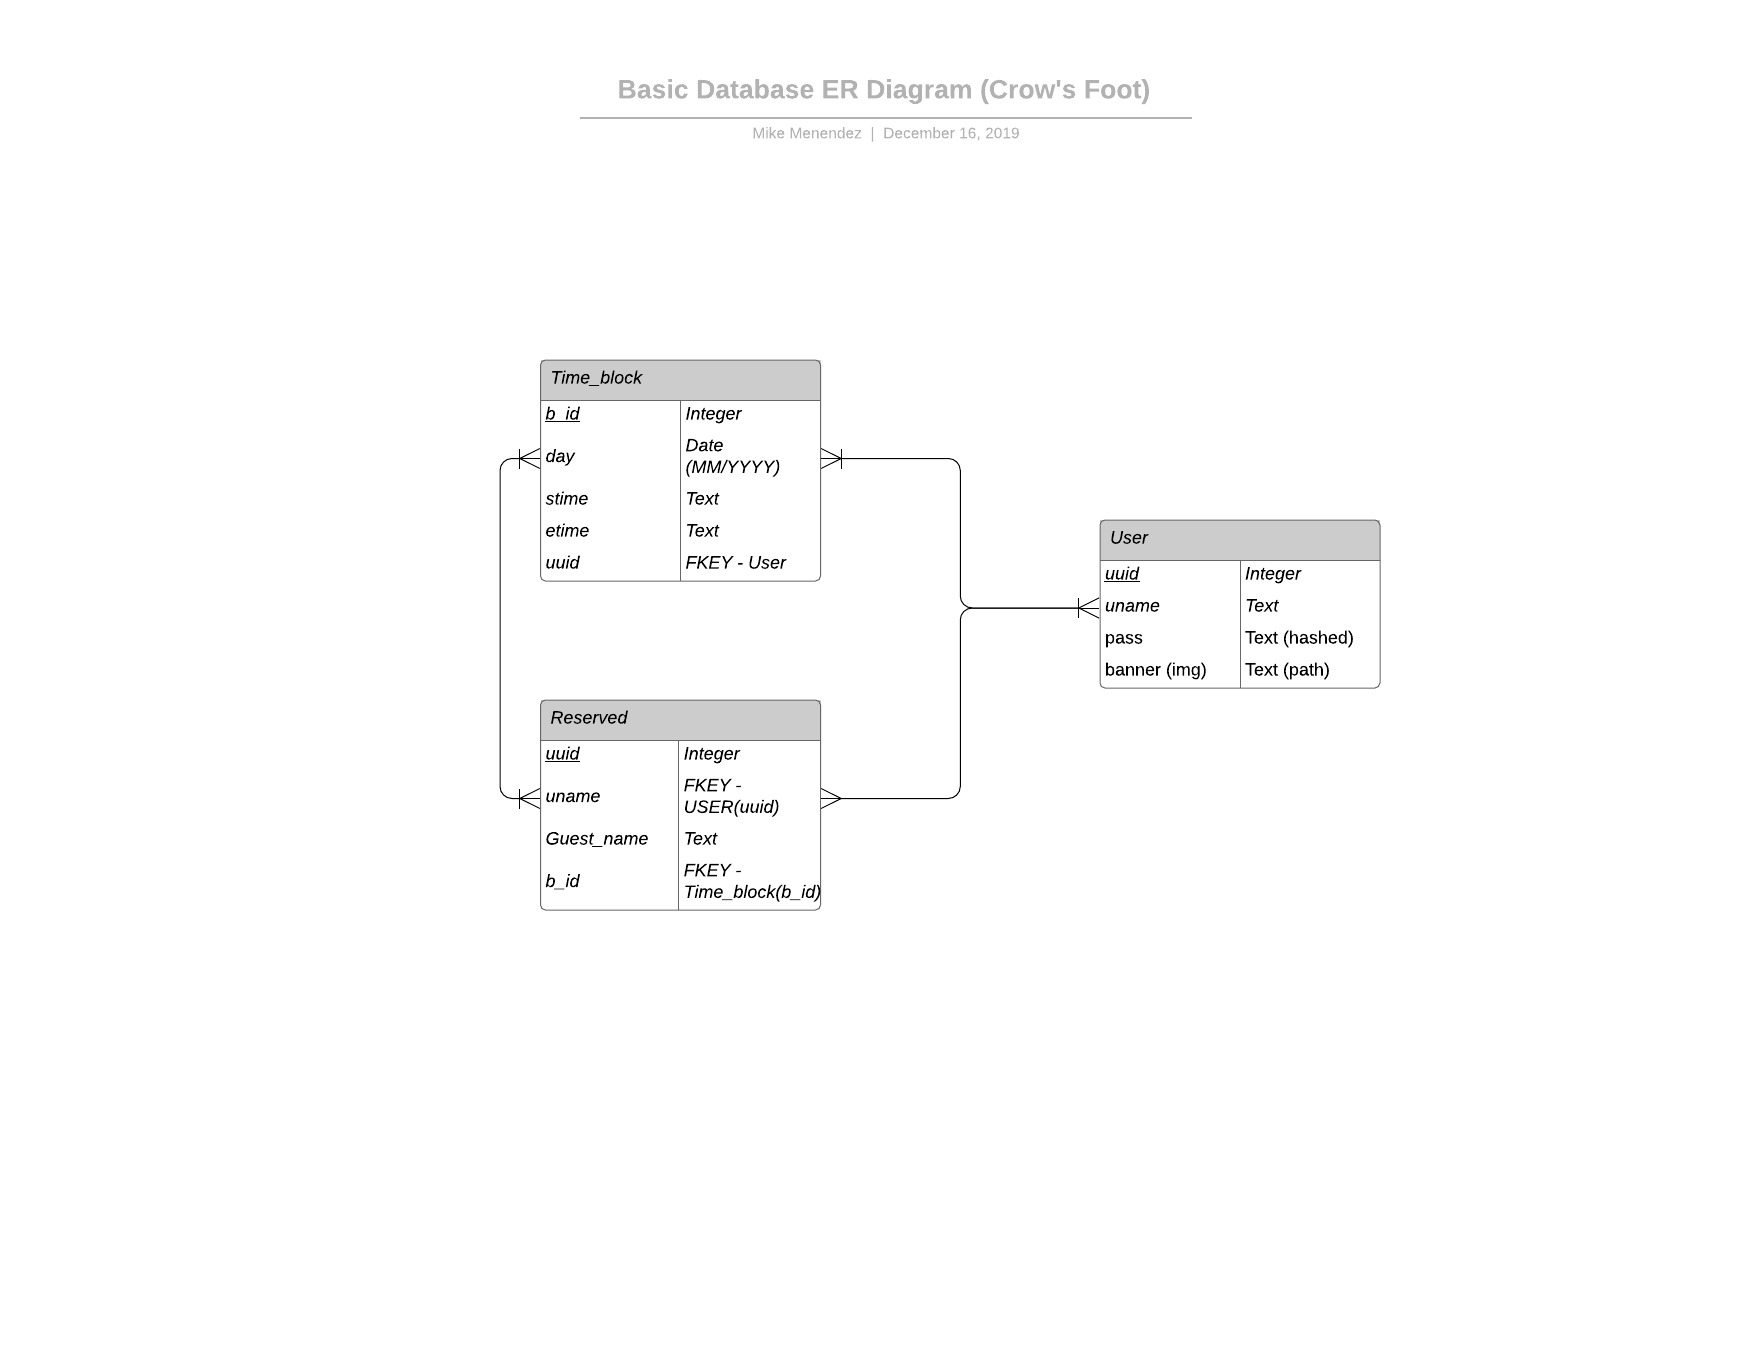 Basic Database ER Diagram (Crow's Foot)
Mike Menendez | December 16, 2019
Time_block
b_id Integer
day Date
(MM/YYYY)
stime Text
etime Text
uuid FKEY - User
User
uuid Integer
uname Text
pass Text (hashed)
banner (img) Text (path)
Reserved
uuid Integer
uname FKEY -
USER(uuid)
Guest_name Text
b_id FKEY -
Time_block(b_id)